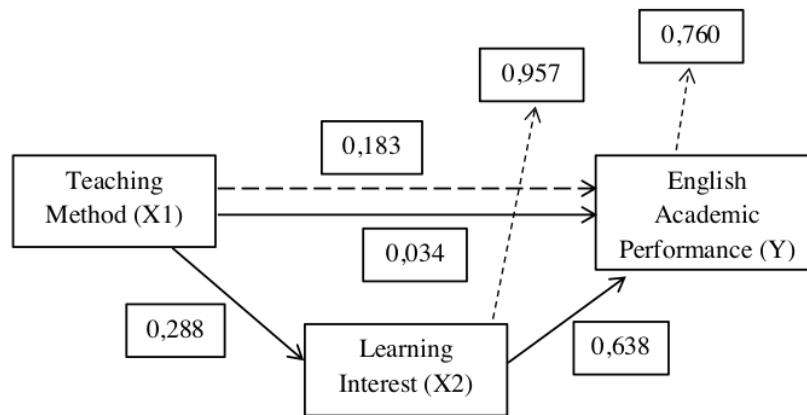 0,760
0,957
0,183
Teaching
Method (X1)
English
Academic
Performance (Y)
0,034
0,288
Learning
Interest (X2)
0,638